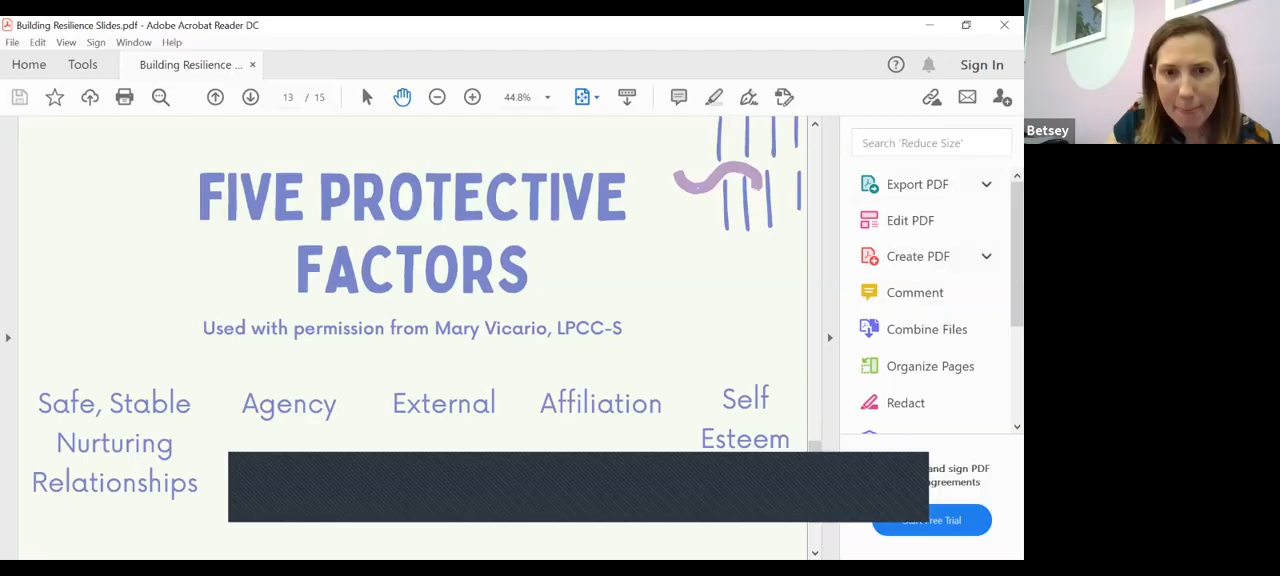 Building Resilience Slides.pdf - Adobe Acrobat Reader DC
File Edit View Sign Window Help
Home Tools Building Resilience ... × Sign In
13 / 15 44.8%
Betsey
Search 'Reduce Size'
Export PDF
Edit PDF
Create PDF
Comment
Combine Files
Organize Pages
Redact
and sign PDF
agreements
Start Free Trial
FIVE PROTECTIVE
FACTORS
Used with permission from Mary Vicario, LPCC-S
Safe, Stable
Nurturing
Relationships
Agency
External
Affiliation
Self
Esteem